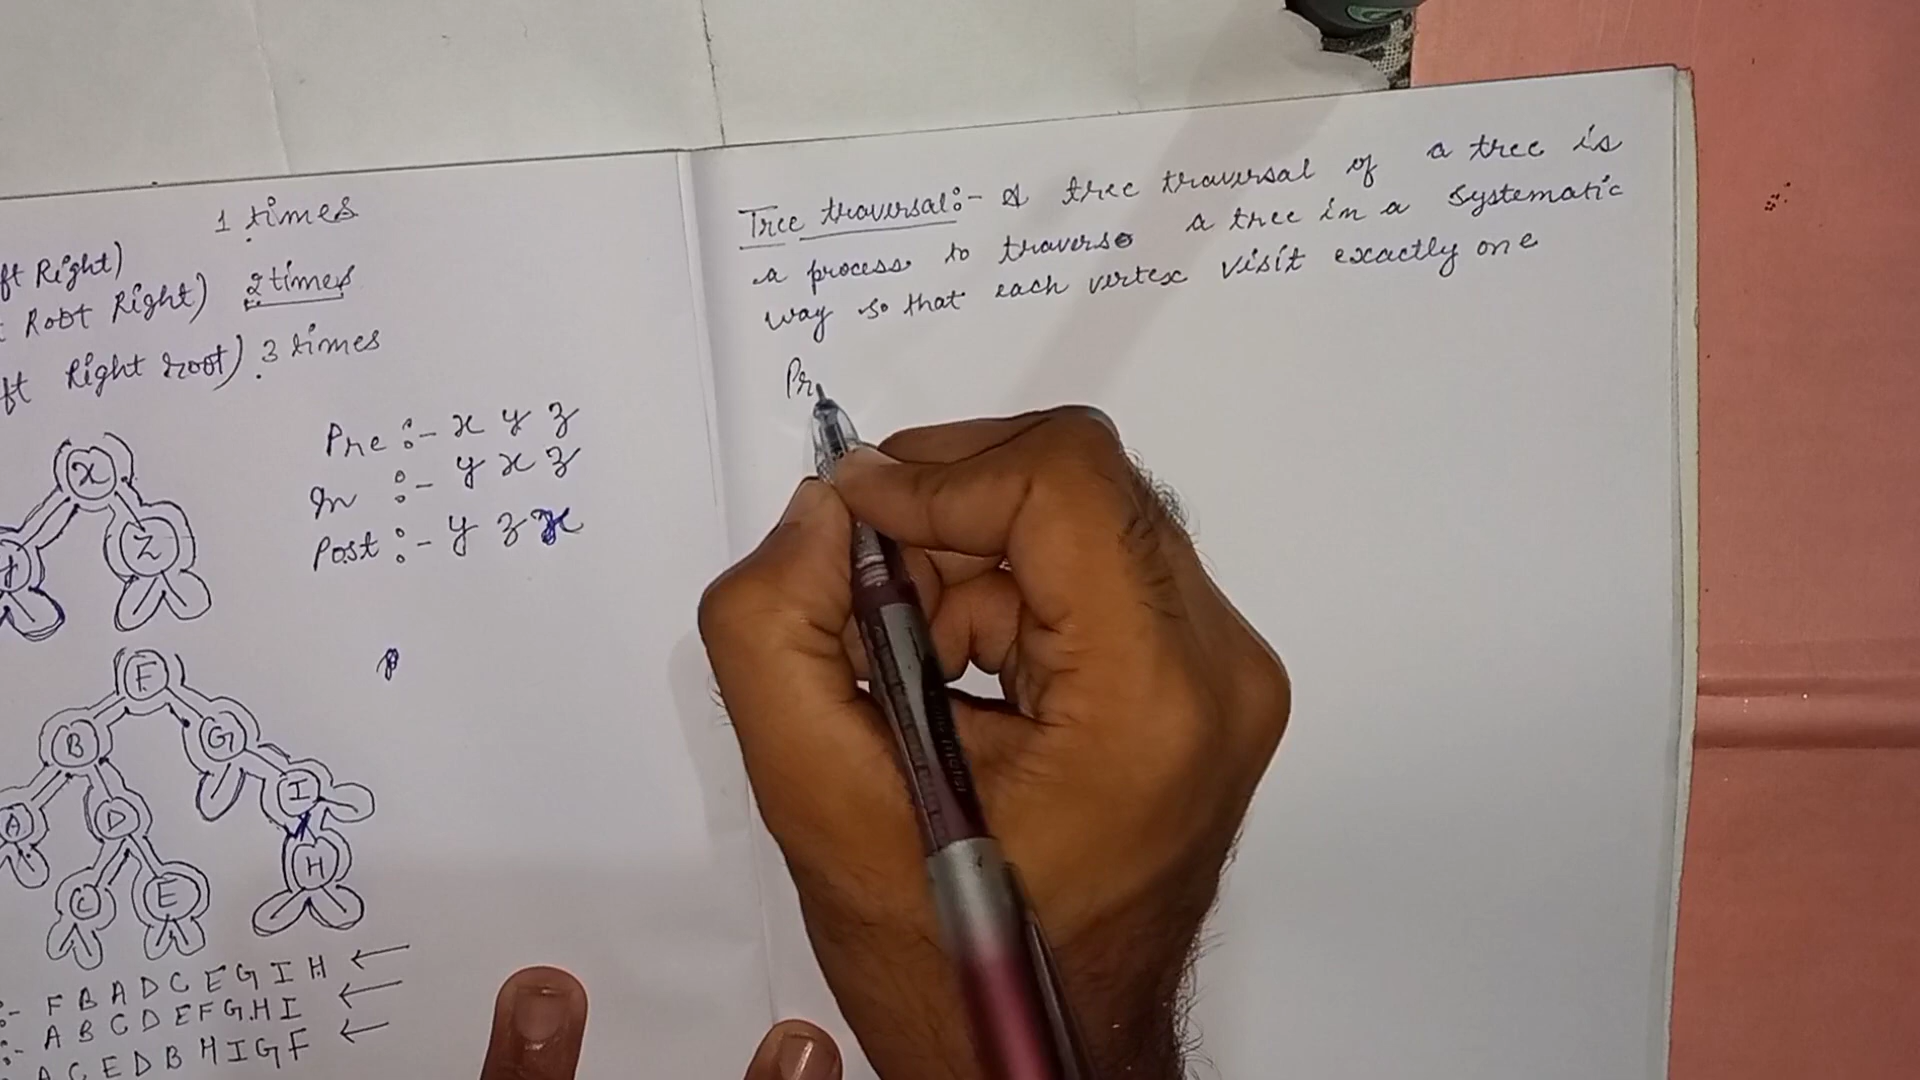 1 times
ft Right)
Root Right) 2 times
ft Right root) 3 times
Pre :- x y z
In :- y x z
Post :- y z x
X
Z
F
B
G
A
D
I
C
E
H
:- F B A D C E G I H ←
:- A B C D E F G H I ←
A C E D B H I G F ←
Tree traversal :- A tree traversal of a tree is
a process to traverse a tree in a systematic
way so that each vertex visit exactly one
Pr